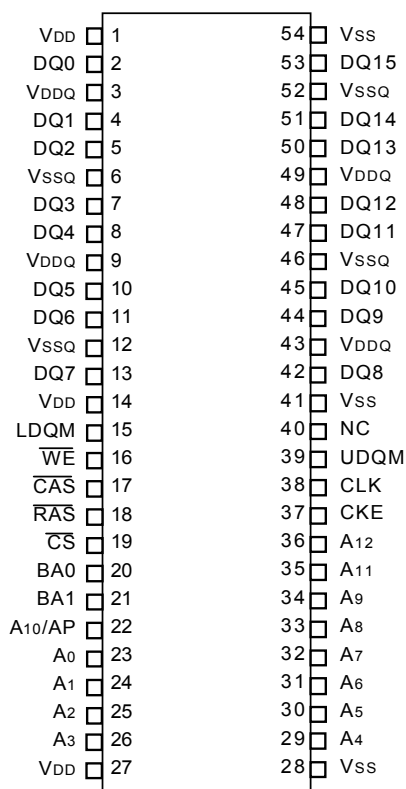 VDD 1 54 VSS
DQ0 2 53 DQ15
VDDQ 3 52 VSSQ
DQ1 4 51 DQ14
DQ2 5 50 DQ13
VSSQ 6 49 VDDQ
DQ3 7 48 DQ12
DQ4 8 47 DQ11
VDDQ 9 46 VSSQ
DQ5 10 45 DQ10
DQ6 11 44 DQ9
VSSQ 12 43 VDDQ
DQ7 13 42 DQ8
VDD 14 41 VSS
LDQM 15 40 NC
W̅E̅ 16 39 UDQM
C̅A̅S̅ 17 38 CLK
R̅A̅S̅ 18 37 CKE
C̅S̅ 19 36 A12
BA0 20 35 A11
BA1 21 34 A9
A10/AP 22 33 A8
A0 23 32 A7
A1 24 31 A6
A2 25 30 A5
A3 26 29 A4
VDD 27 28 VSS